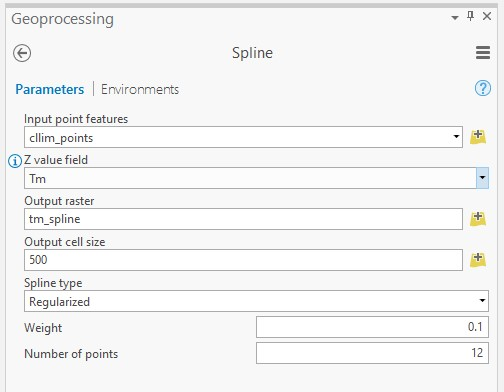 Geoprocessing
Spline
Parameters | Environments
Input point features
cllim_points
Z value field
Tm
Output raster
tm_spline
Output cell size
500
Spline type
Regularized
Weight 0.1
Number of points 12